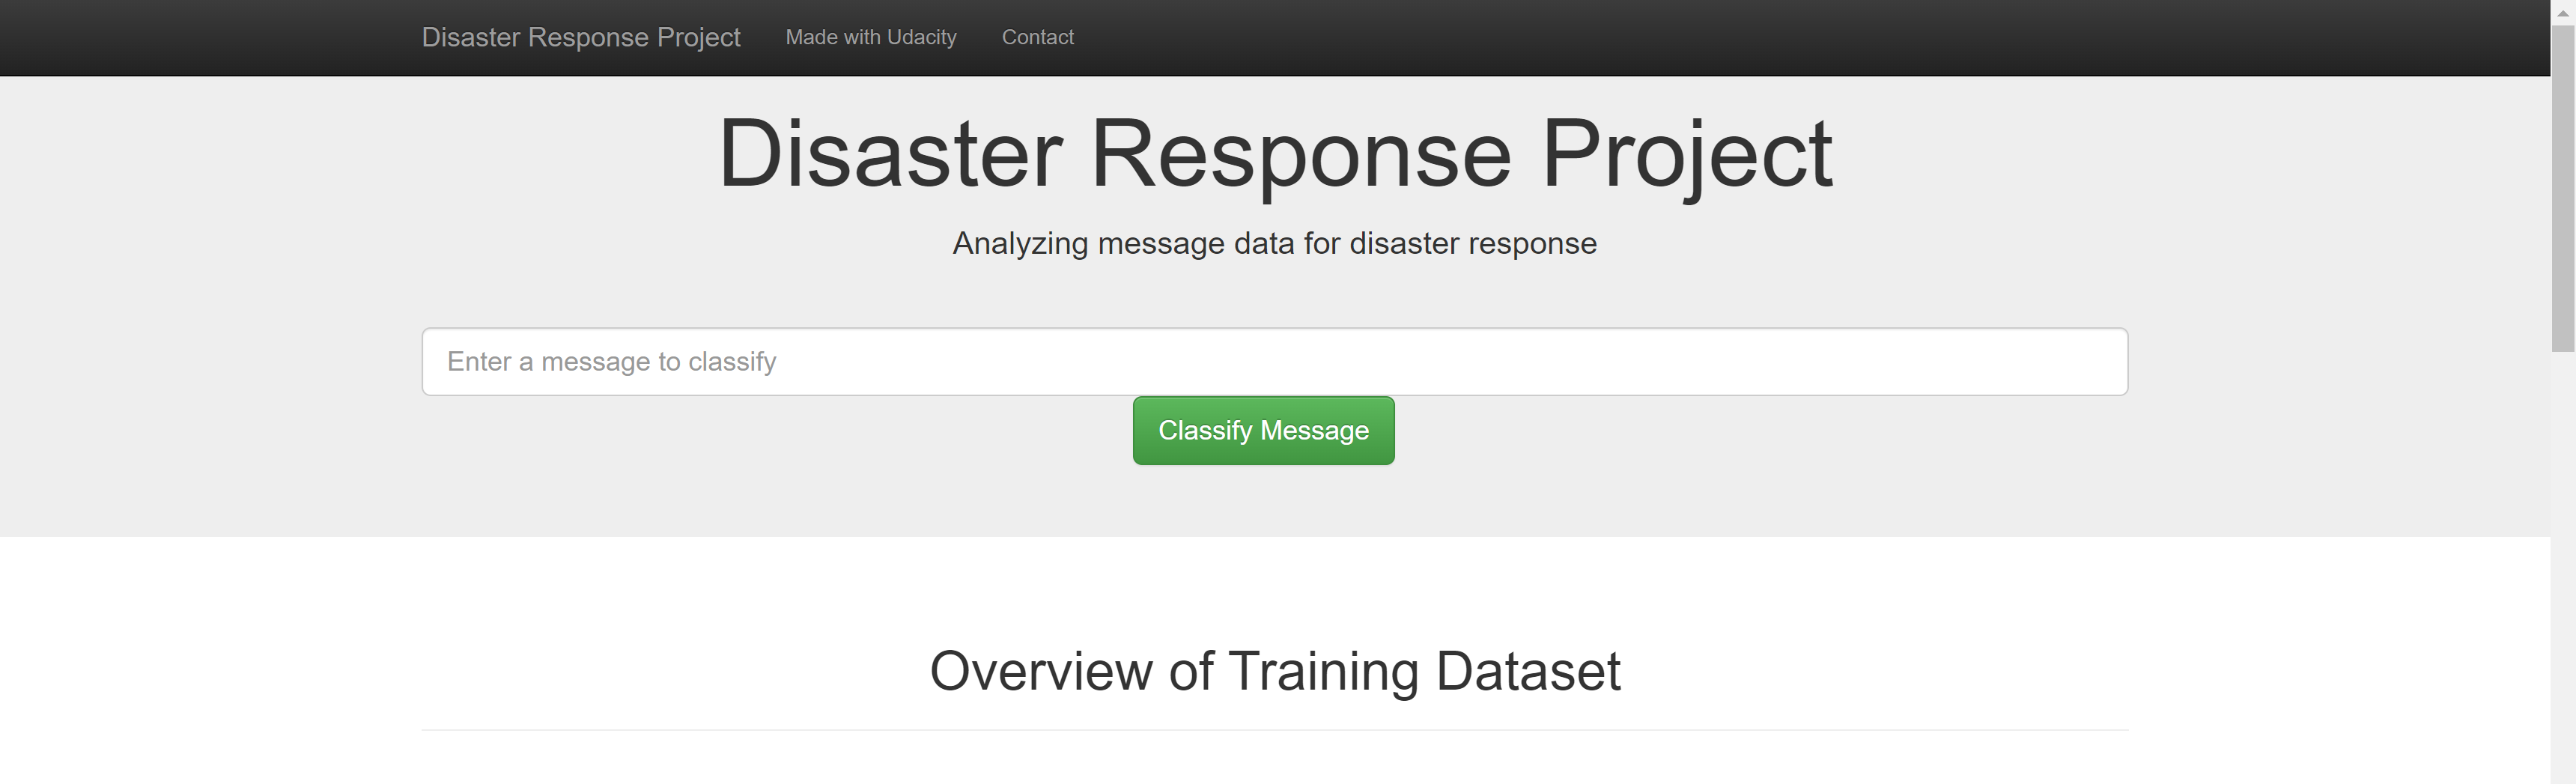 Disaster Response Project Made with Udacity Contact
Disaster Response Project
Analyzing message data for disaster response
Enter a message to classify
Classify Message
Overview of Training Dataset